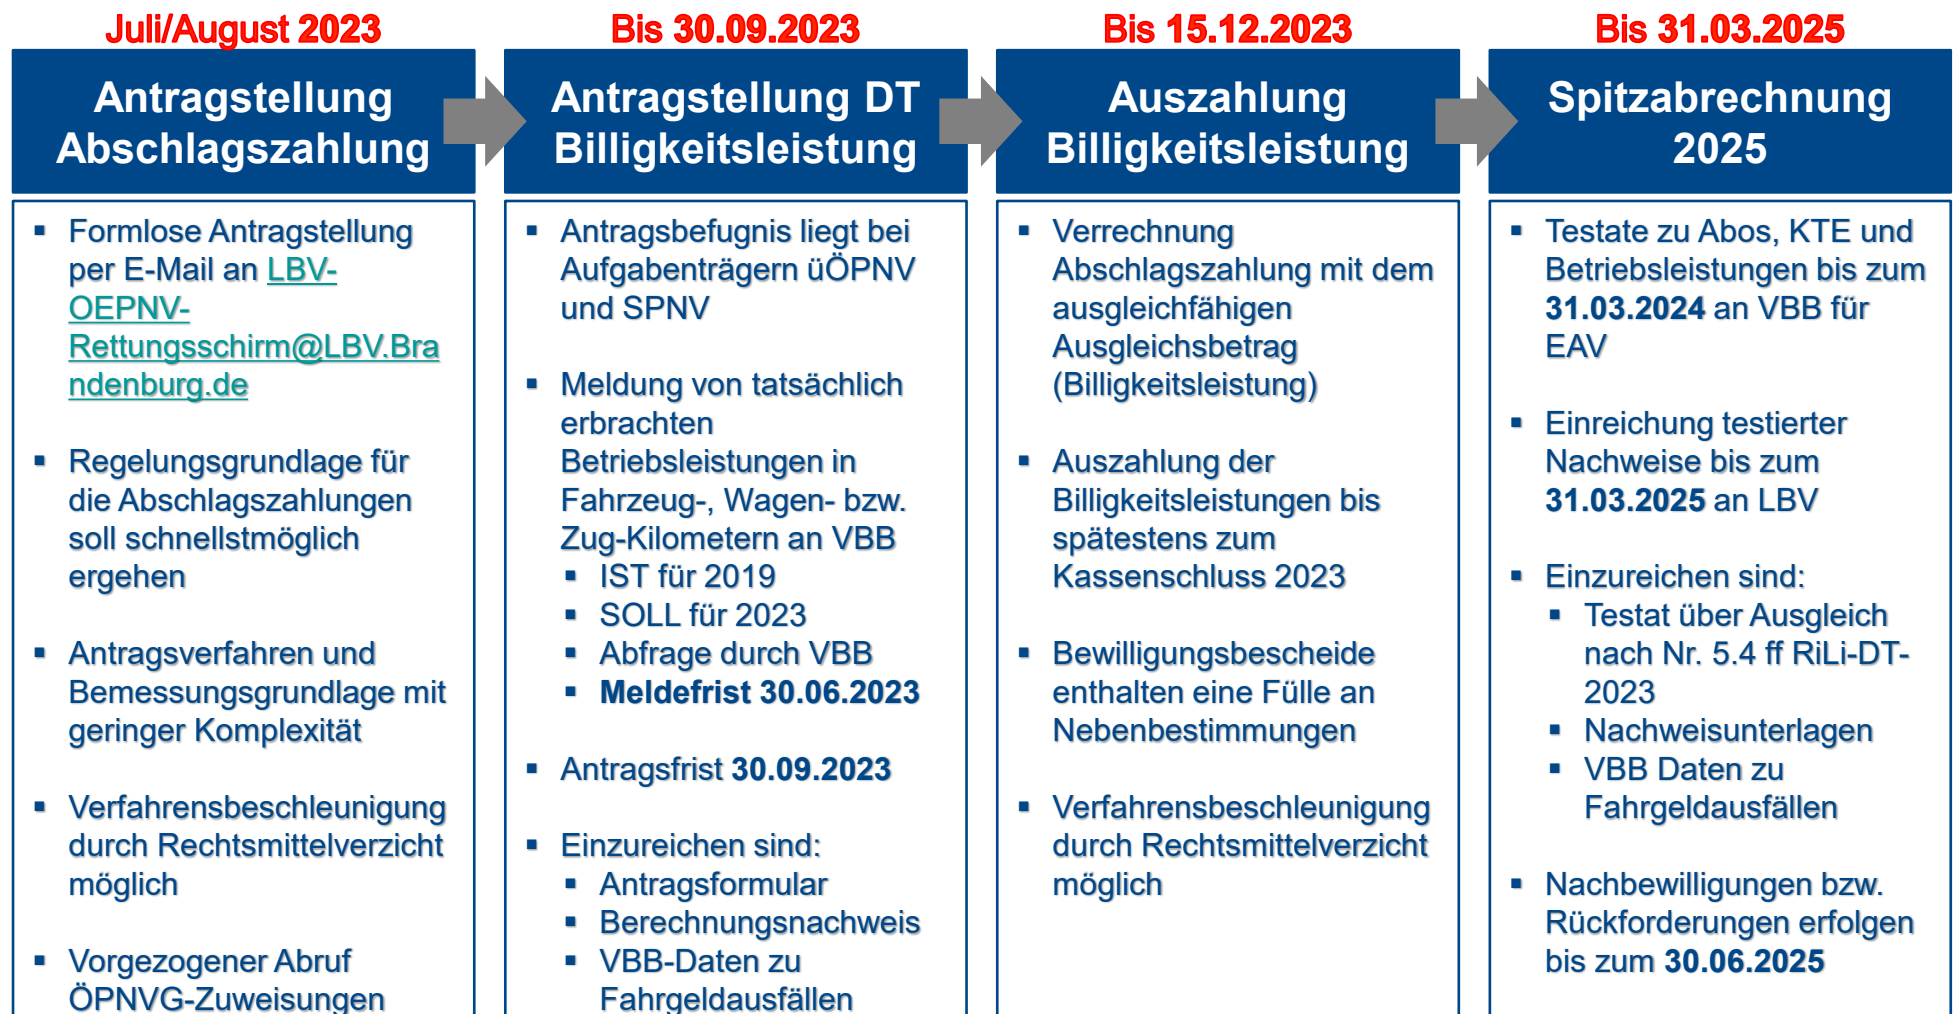 Juli/August 2023
Antragstellung
Abschlagszahlung
▪ Formlose Antragstellung
per E-Mail an LBV-
OEPNV-
Rettungsschirm@LBV.Bra
ndenburg.de
▪ Regelungsgrundlage für
die Abschlagszahlungen
soll schnellstmöglich
ergehen
▪ Antragsverfahren und
Bemessungsgrundlage mit
geringer Komplexität
▪ Verfahrensbeschleunigung
durch Rechtsmittelverzicht
möglich
▪ Vorgezogener Abruf
ÖPNVG-Zuweisungen
Bis 30.09.2023
Antragstellung DT
Billigkeitsleistung
▪ Antragsbefugnis liegt bei
Aufgabenträgern üÖPNV
und SPNV
▪ Meldung von tatsächlich
erbrachten
Betriebsleistungen in
Fahrzeug-, Wagen- bzw.
Zug-Kilometern an VBB
▪ IST für 2019
▪ SOLL für 2023
▪ Abfrage durch VBB
▪ Meldefrist 30.06.2023
▪ Antragsfrist 30.09.2023
▪ Einzureichen sind:
▪ Antragsformular
▪ Berechnungsnachweis
▪ VBB-Daten zu
Fahrgeldausfällen
Bis 15.12.2023
Auszahlung
Billigkeitsleistung
▪ Verrechnung
Abschlagszahlung mit dem
ausgleichfähigen
Ausgleichsbetrag
(Billigkeitsleistung)
▪ Auszahlung der
Billigkeitsleistungen bis
spätestens zum
Kassenschluss 2023
▪ Bewilligungsbescheide
enthalten eine Fülle an
Nebenbestimmungen
▪ Verfahrensbeschleunigung
durch Rechtsmittelverzicht
möglich
Bis 31.03.2025
Spitzabrechnung
2025
▪ Testate zu Abos, KTE und
Betriebsleistungen bis zum
31.03.2024 an VBB für
EAV
▪ Einreichung testierter
Nachweise bis zum
31.03.2025 an LBV
▪ Einzureichen sind:
▪ Testat über Ausgleich
nach Nr. 5.4 ff RiLi-DT-
2023
▪ Nachweisunterlagen
▪ VBB Daten zu
Fahrgeldausfällen
▪ Nachbewilligungen bzw.
Rückforderungen erfolgen
bis zum 30.06.2025